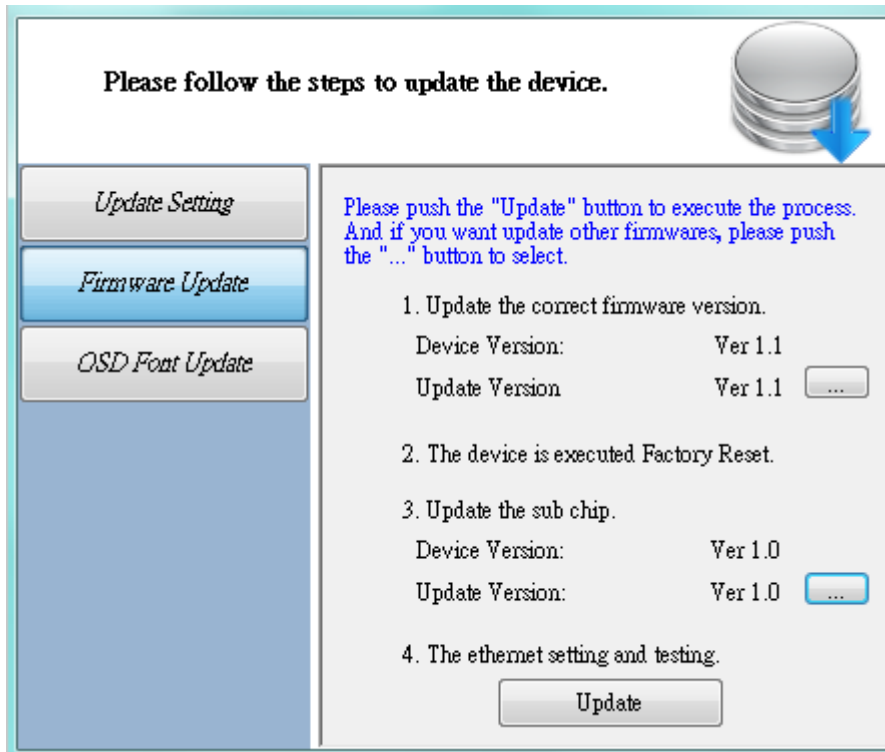 Please follow the steps to update the device.
Update Setting
Firmware Update
OSD Font Update
Please push the "Update" button to execute the process.
And if you want update other firmwares, please push
the "..." button to select.
1. Update the correct firmware version.
Device Version: Ver 1.1
Update Version Ver 1.1 ...
2. The device is executed Factory Reset.
3. Update the sub chip.
Device Version: Ver 1.0
Update Version: Ver 1.0 ...
4. The ethernet setting and testing.
Update